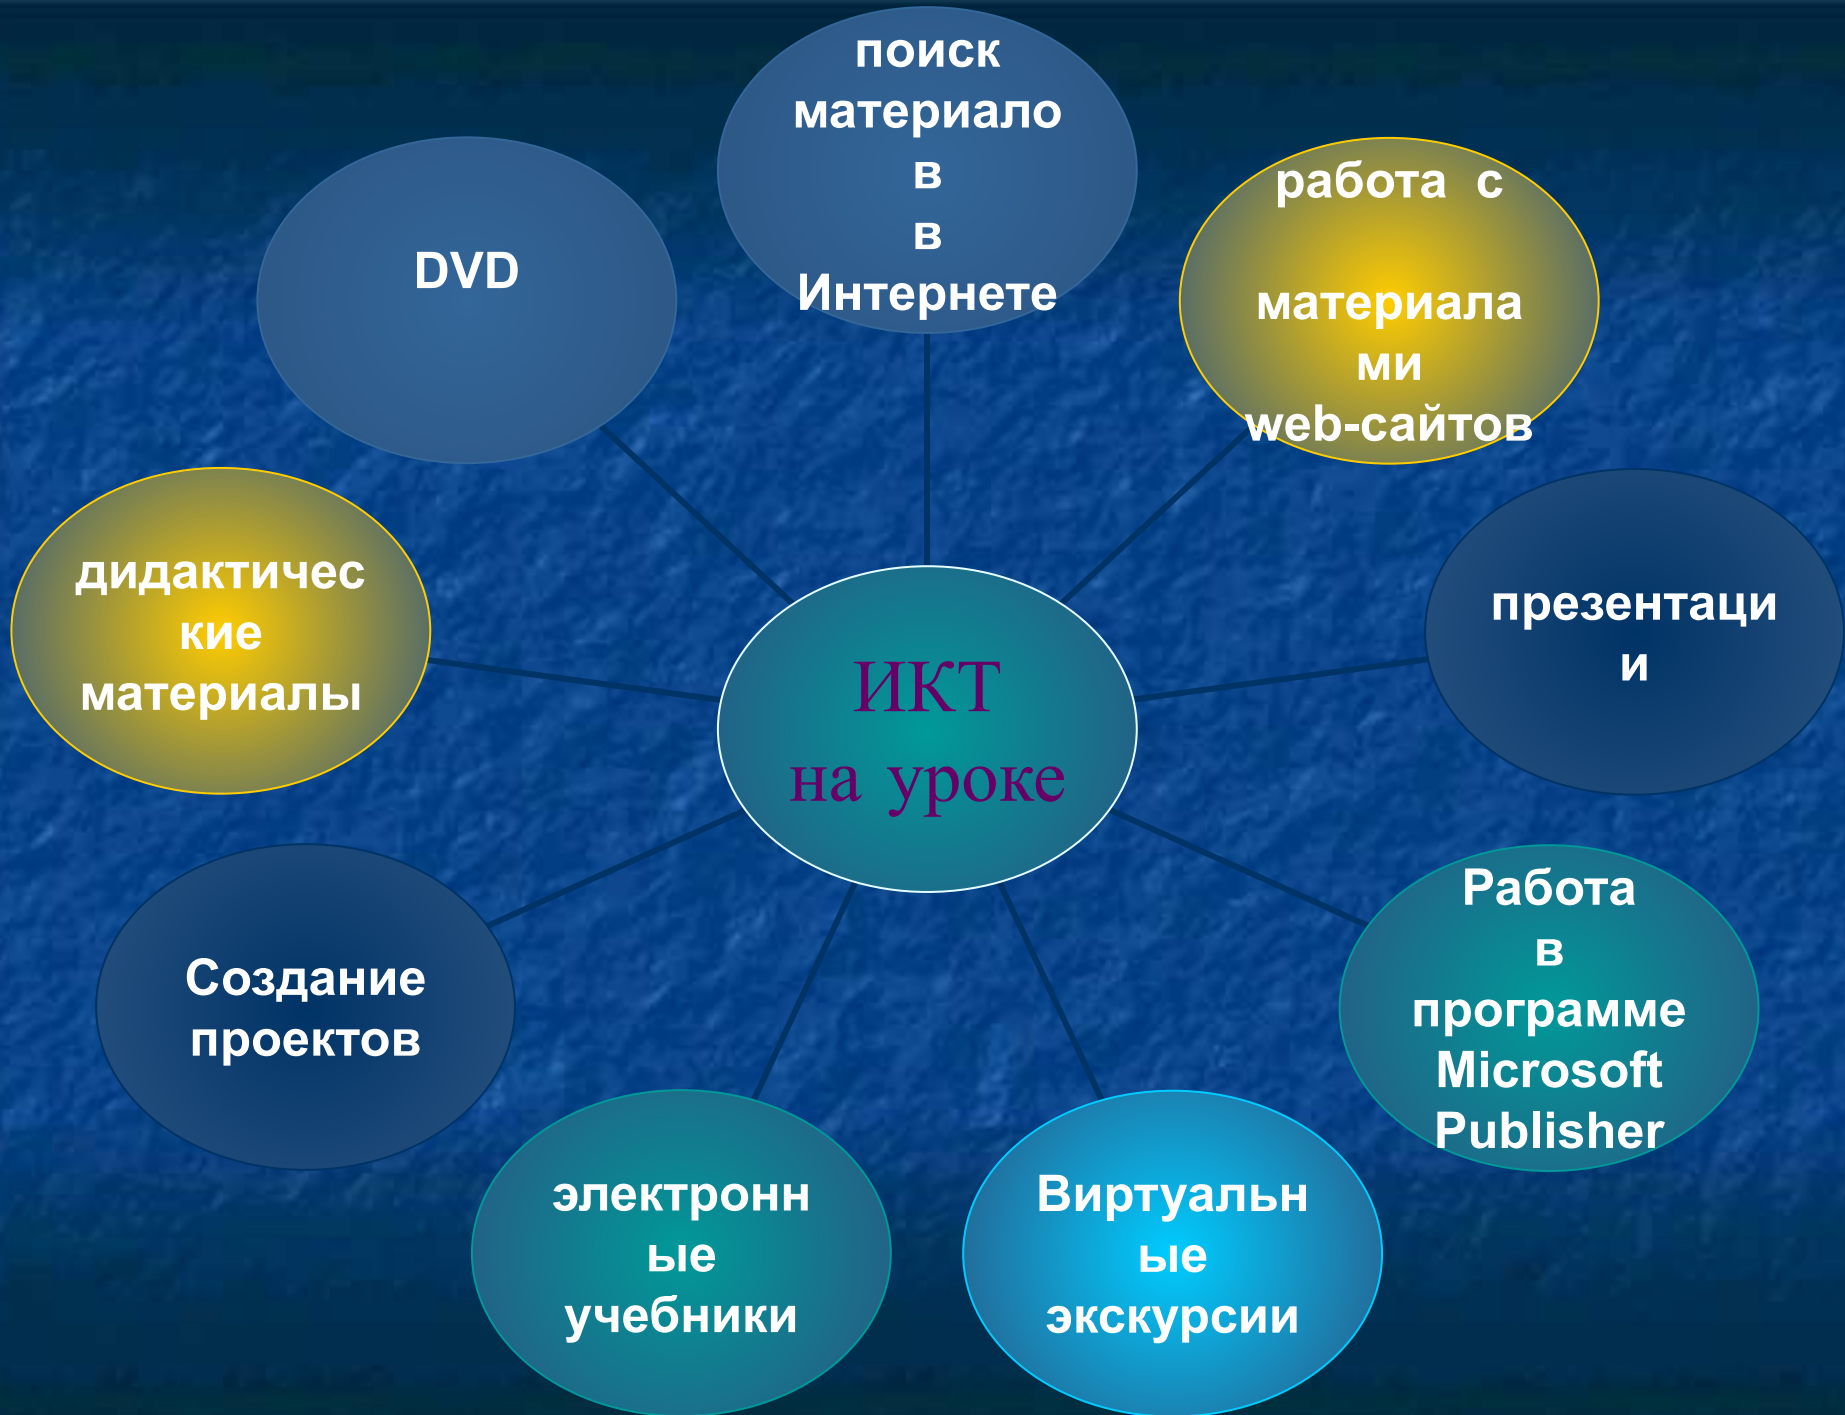 поиск
материало
в
в
Интернете
работа с
материала
ми
web-сайтов
презентаци
и
Работа
в
программе
Microsoft
Publisher
Виртуальн
ые
экскурсии
электронн
ые
учебники
Создание
проектов
дидактичес
кие
материалы
DVD
ИКТ
на уроке